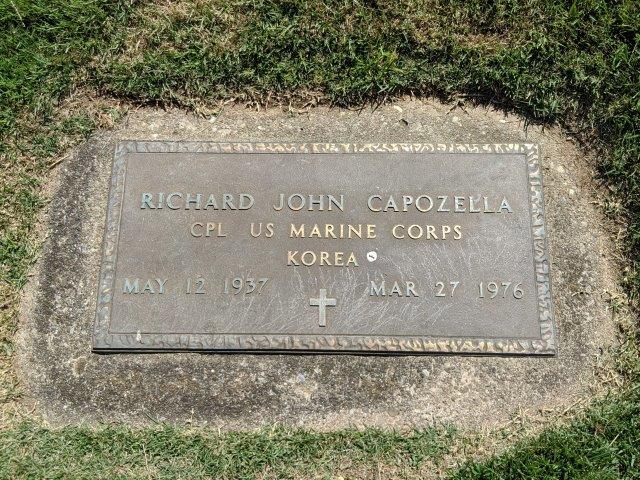 RICHARD JOHN CAPOZELLA
CPL US MARINE CORPS
KOREA
MAY 12 1937 MAR 27 1976